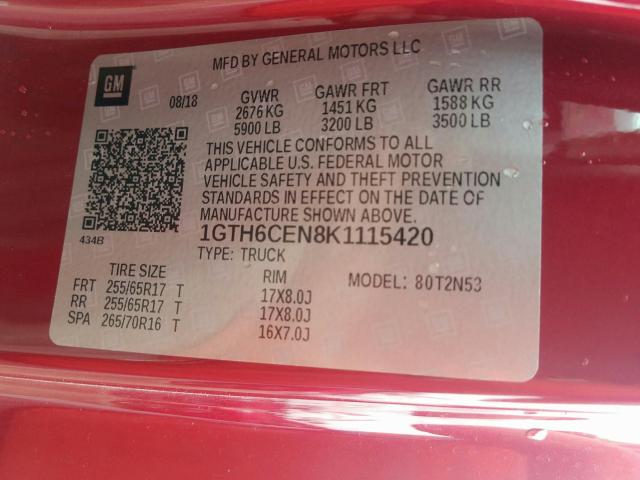 MFD BY GENERAL MOTORS LLC
GM
08/18
GVWR GAWR FRT GAWR RR
2676 KG 1451 KG 1588 KG
5900 LB 3200 LB 3500 LB
THIS VEHICLE CONFORMS TO ALL
APPLICABLE U.S. FEDERAL MOTOR
VEHICLE SAFETY AND THEFT PREVENTION
STANDARDS IN EFFECT ON THE DATE OF
MANUFACTURE SHOWN ABOVE.
434B
1GTH6CEN8K1115420
TYPE: TRUCK
TIRE SIZE RIM MODEL: 80T2N53
FRT 255/65R17 T 17X8.0J
RR 255/65R17 T 17X8.0J
SPA 265/70R16 T 16X7.0J